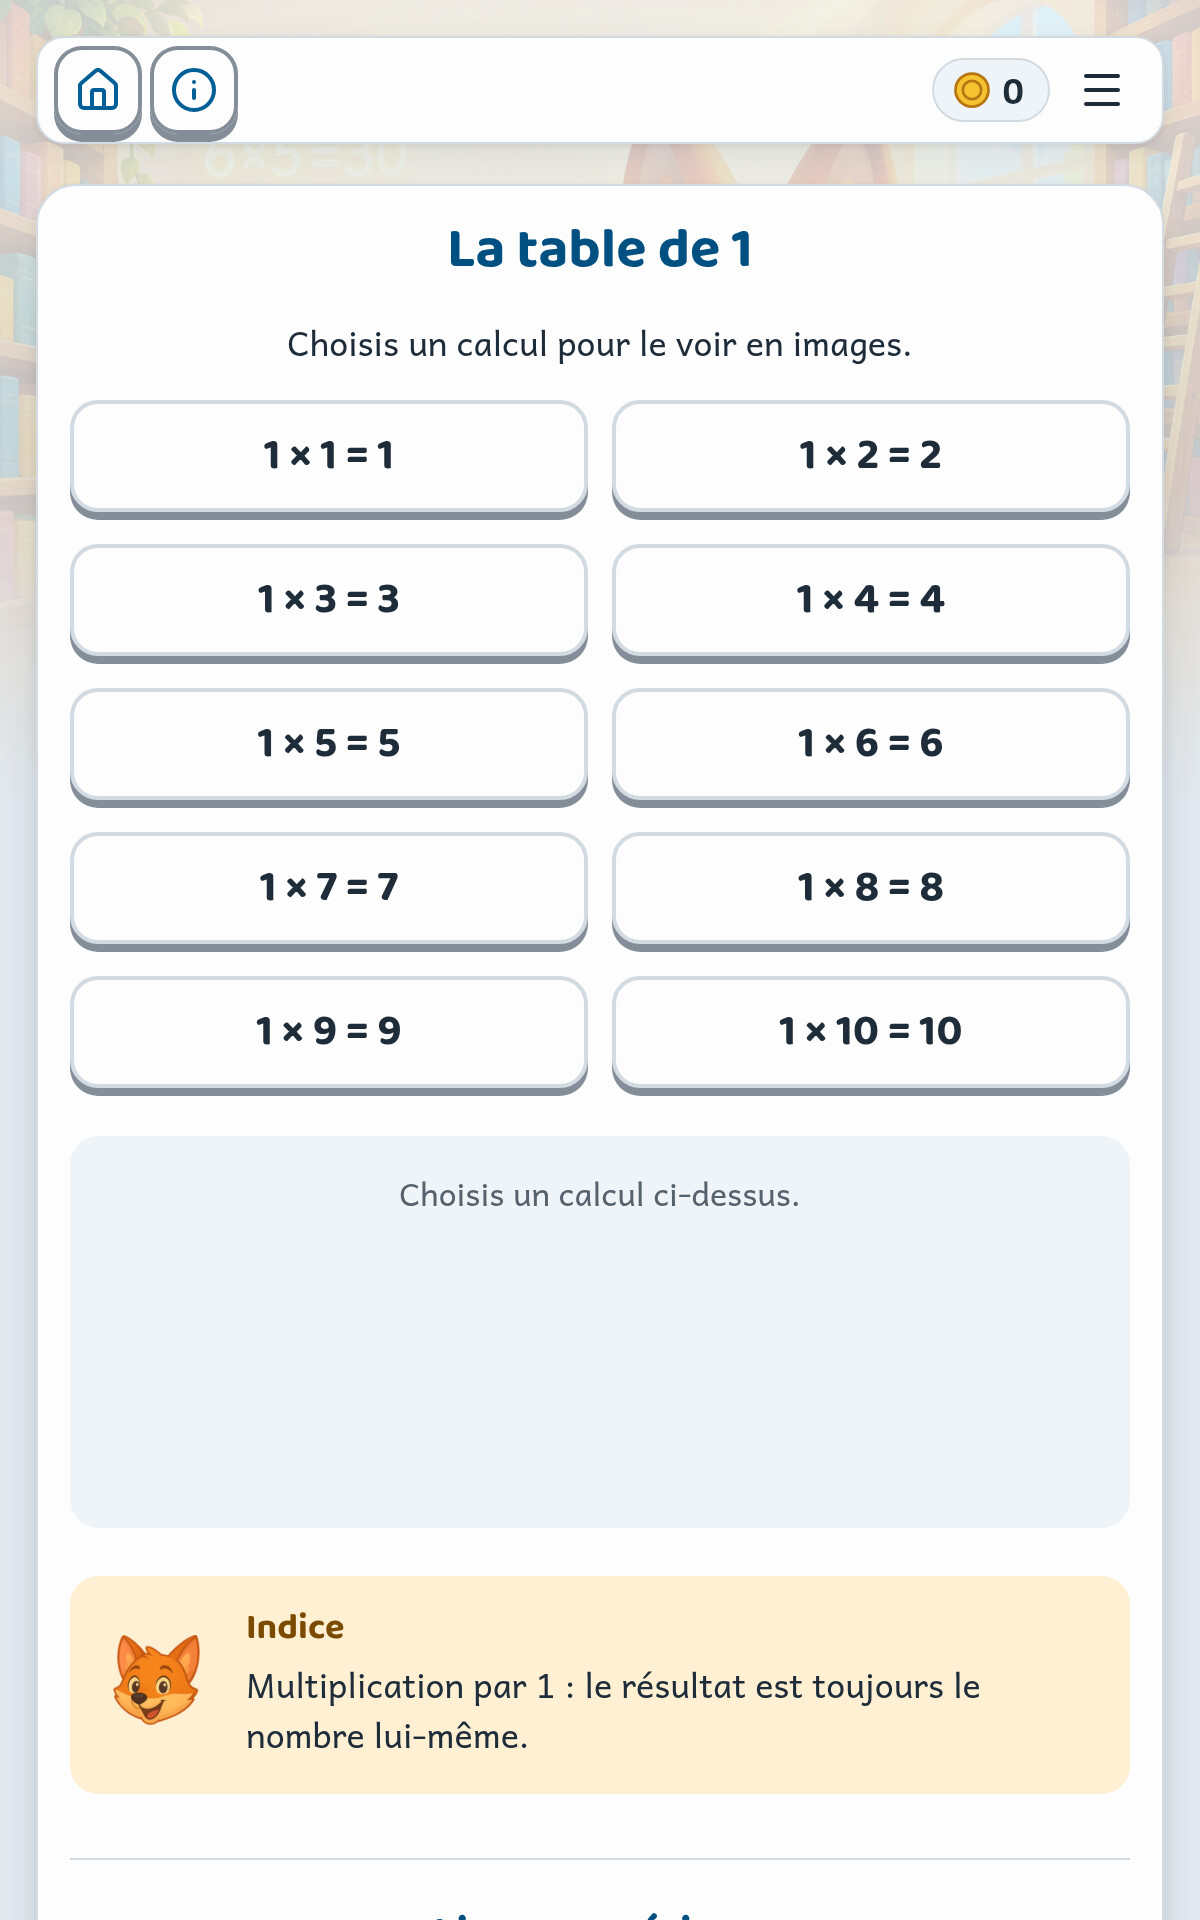 0
6×5=30
La table de 1
Choisis un calcul pour le voir en images.
1 × 1 = 1
1 × 2 = 2
1 × 3 = 3
1 × 4 = 4
1 × 5 = 5
1 × 6 = 6
1 × 7 = 7
1 × 8 = 8
1 × 9 = 9
1 × 10 = 10
Choisis un calcul ci-dessus.
Indice
Multiplication par 1 : le résultat est toujours le
nombre lui-même.